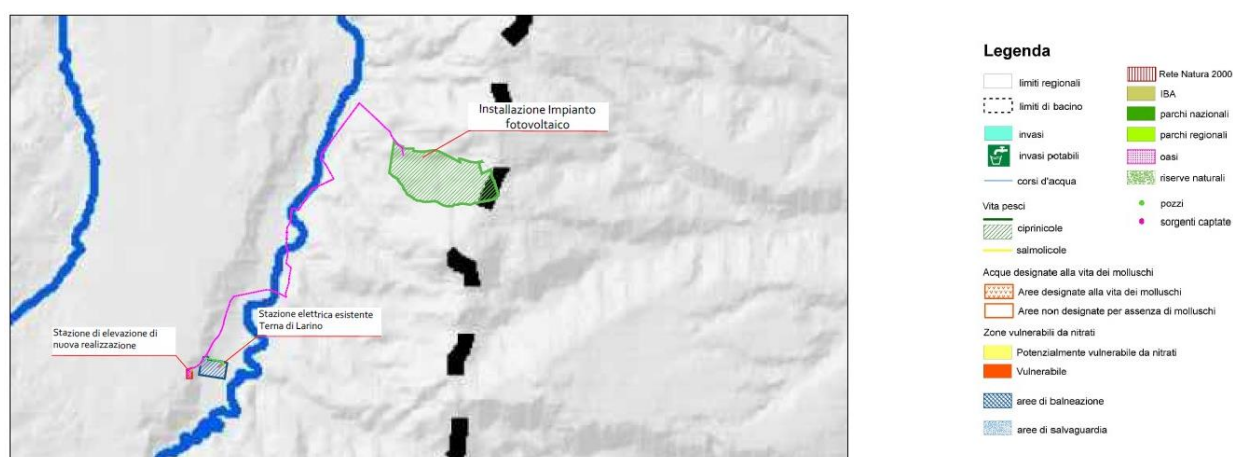 Installazione Impianto
fotovoltaico
Stazione elettrica esistente
Terna di Larino
Stazione di elevazione di
nuova realizzazione
Legenda
limiti regionali
limiti di bacino
invasi
invasi potabili
corsi d'acqua
Vita pesci
ciprinicole
salmolicole
Acque designate alla vita dei molluschi
Aree designate alla vita dei molluschi
Aree non designate per assenza di molluschi
Zone vulnerabili da nitrati
Potenzialmente vulnerabile da nitrati
Vulnerabile
aree di balneazione
aree di salvaguardia
Rete Natura 2000
IBA
parchi nazionali
parchi regionali
oasi
riserve naturali
pozzi
sorgenti captate